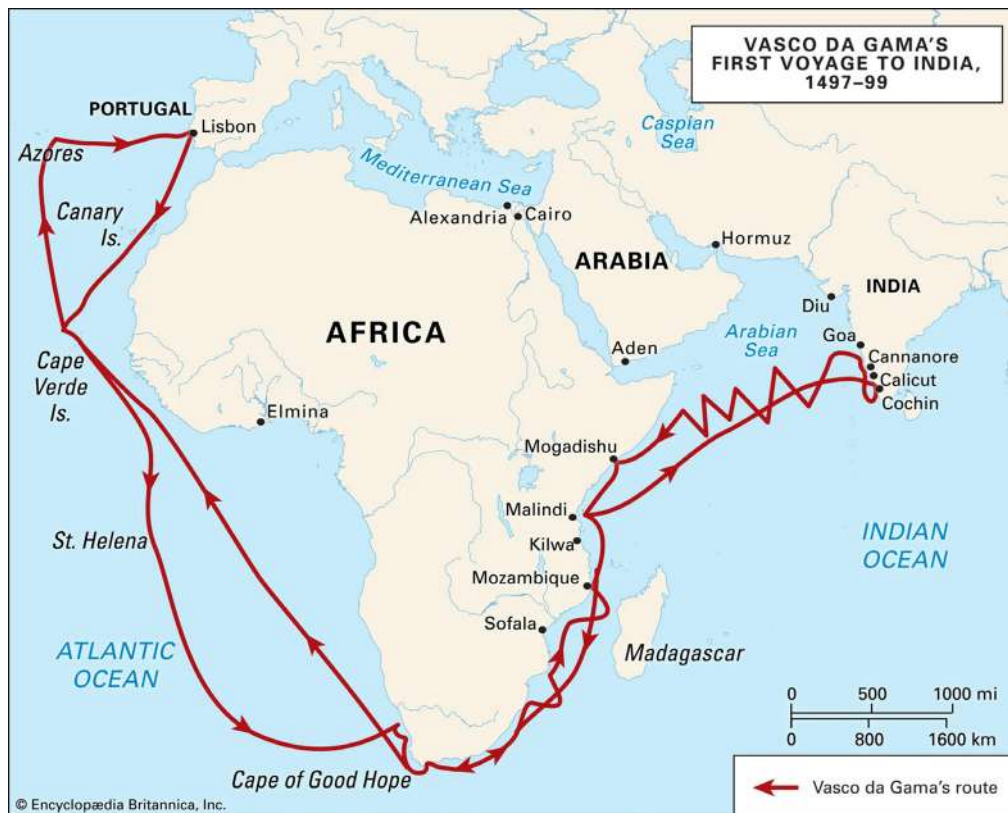 VASCO DA GAMA'S
FIRST VOYAGE TO INDIA,
1497–99
PORTUGAL
Lisbon
Azores
Caspian
Sea
Mediterranean Sea
Canary
Is.
Alexandria
Cairo
Hormuz
ARABIA
INDIA
Diu
AFRICA
Arabian
Sea
Goa
Aden
Cannanore
Calicut
Cochin
Cape
Verde
Is.
Elmina
Mogadishu
Malindi
St. Helena
Kilwa
INDIAN
OCEAN
Mozambique
Sofala
Madagascar
ATLANTIC
OCEAN
0 500 1000 mi
0 800 1600 km
Cape of Good Hope
Vasco da Gama's route
© Encyclopædia Britannica, Inc.